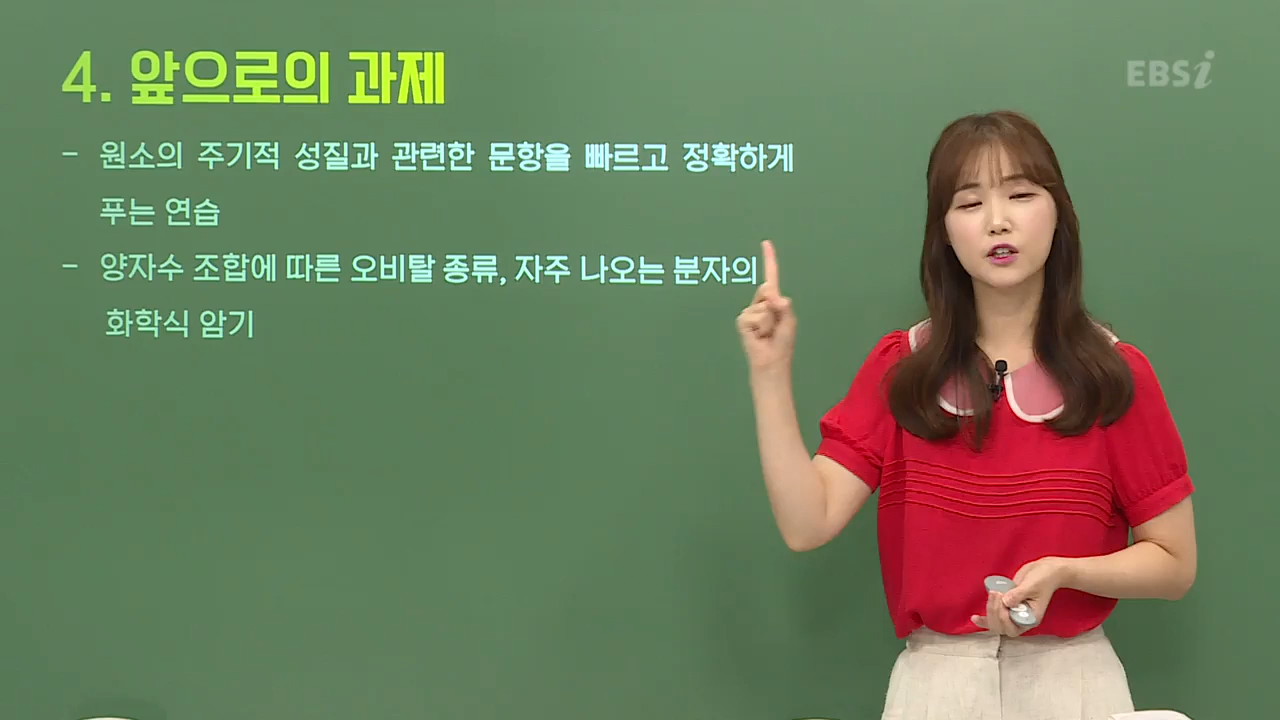 4. 앞으로의 과제
EBSi
- 원소의 주기적 성질과 관련한 문항을 빠르고 정확하게
푸는 연습
- 양자수 조합에 따른 오비탈 종류, 자주 나오는 분자의
화학식 암기